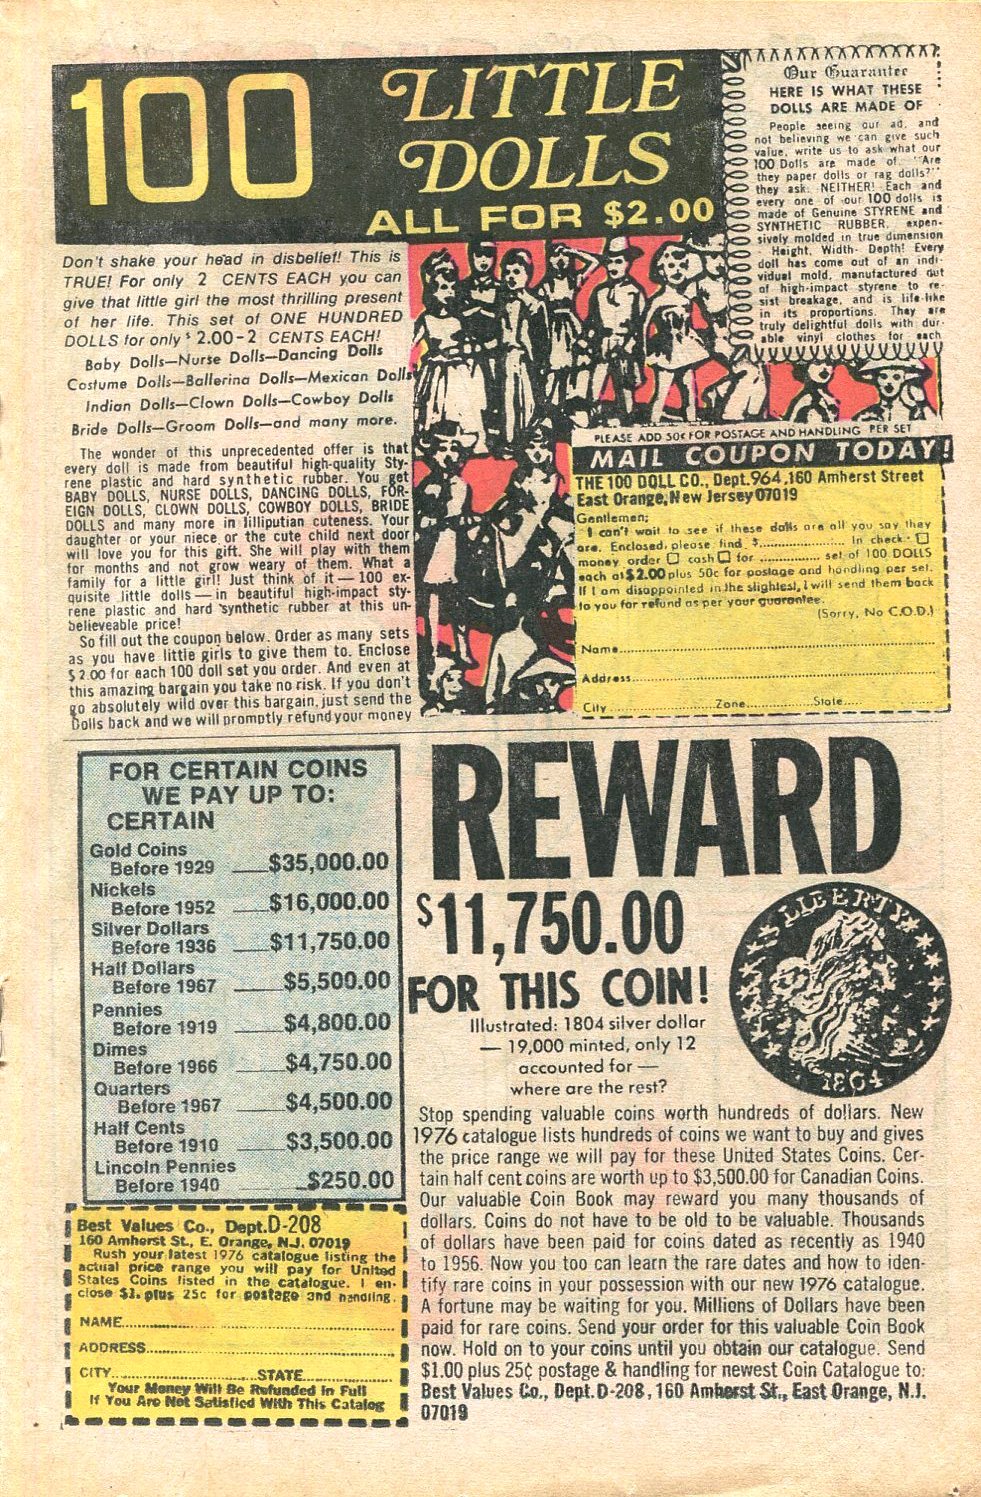 100
LITTLE
DOLLS
ALL FOR $2.00
Don't shake your head in disbelief! This is
TRUE! For only 2 CENTS EACH you can
give that little girl the most thrilling present
of her life. This set of ONE HUNDRED
DOLLS for only $2.00-2 CENTS EACH!
Baby Dolls—Nurse Dolls—Dancing Dolls
Costume Dolls—Ballerina Dolls—Mexican Dolls
Indian Dolls—Clown Dolls—Cowboy Dolls
Bride Dolls—Groom Dolls—and many more.
The wonder of this unprecedented offer is that
every doll is made from beautiful high-quality Sty-
rene plastic and hard synthetic rubber. You get
BABY DOLLS, NURSE DOLLS, DANCING DOLLS, FOR-
EIGN DOLLS, CLOWN DOLLS, COWBOY DOLLS, BRIDE
DOLLS and many more in lilliputian cuteness. Your
daughter or your niece or the cute child next door
will love you for this gift. She will play with them
for months and not grow weary of them. What a
family for a little girl! Just think of it — 100 ex-
quisite little dolls — in beautiful high-impact sty-
rene plastic and hard synthetic rubber at this un-
believeable price!
So fill out the coupon below. Order as many sets
as you have little girls to give them to. Enclose
$2.00 for each 100 doll set you order. And even at
this amazing bargain you take no risk. If you don't
go absolutely wild over this bargain, just send the
Dolls back and we will promptly refund your money
Our Guarantee
HERE IS WHAT THESE
DOLLS ARE MADE OF
People seeing our ad, and
not believing we can give such
value, write us to ask what our
100 Dolls are made of. "Are
they paper dolls or rag dolls?"
they ask. NEITHER! Each and
every one of our 100 dolls is
made of Genuine STYRENE and
SYNTHETIC RUBBER, expen-
sively molded in true dimension
Height, Width- Depth! Every
doll has come out of an indi-
vidual mold, manufactured out
of high-impact styrene to re-
sist breakage, and is life-like
in its proportions. They are
truly delightful dolls with dur-
able vinyl clothes for each
PLEASE ADD 50¢ FOR POSTAGE AND HANDLING PER SET
MAIL COUPON TODAY!
THE 100 DOLL CO., Dept. 964, 160 Amherst Street
East Orange, New Jersey 07019
Gentlemen:
I can't wait to see if these dolls are all you say they
are. Enclosed, please find $.................. In check □
money order □ cash □ for ............. set of 100 DOLLS
each at $2.00 plus 50c for postage and handling per set.
If I am disappointed in the slightest, I will send them back
to you for refund as per your guarantee.
(Sorry, No C.O.D.)
Name
Address
City Zone State
FOR CERTAIN COINS
WE PAY UP TO:
CERTAIN
Gold Coins
Before 1929 $35,000.00
Nickels
Before 1952 $16,000.00
Silver Dollars
Before 1936 $11,750.00
Half Dollars
Before 1967 $5,500.00
Pennies
Before 1919 $4,800.00
Dimes
Before 1966 $4,750.00
Quarters
Before 1967 $4,500.00
Half Cents
Before 1910 $3,500.00
Lincoln Pennies
Before 1940 $250.00
Best Values Co., Dept. D-208
160 Amherst St., E. Orange, N.J. 07019
Rush your latest 1976 catalogue listing the
actual price range you will pay for United
States Coins listed in the catalogue. I en-
close $1. plus 25c for postage and handling.
NAME
ADDRESS
CITY STATE
Your Money Will Be Refunded in Full
If You Are Not Satisfied With This Catalog
REWARD
$11,750.00
FOR THIS COIN!
Illustrated: 1804 silver dollar
— 19,000 minted, only 12
accounted for —
where are the rest?
LIBERTY
1804
Stop spending valuable coins worth hundreds of dollars. New
1976 catalogue lists hundreds of coins we want to buy and gives
the price range we will pay for these United States Coins. Cer-
tain half cent coins are worth up to $3,500.00 for Canadian Coins.
Our valuable Coin Book may reward you many thousands of
dollars. Coins do not have to be old to be valuable. Thousands
of dollars have been paid for coins dated as recently as 1940
to 1956. Now you too can learn the rare dates and how to iden-
tify rare coins in your possession with our new 1976 catalogue.
A fortune may be waiting for you. Millions of Dollars have been
paid for rare coins. Send your order for this valuable Coin Book
now. Hold on to your coins until you obtain our catalogue. Send
$1.00 plus 25¢ postage & handling for newest Coin Catalogue to:
Best Values Co., Dept. D-208, 160 Amherst St., East Orange, N.J.
07019